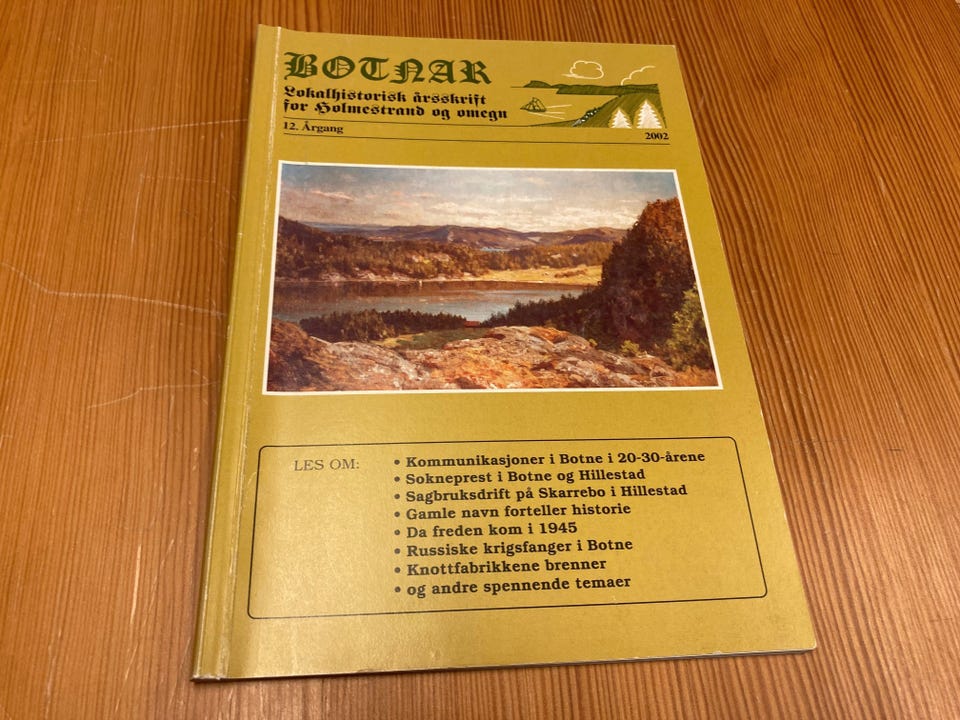 BOTNAR
Lokalhistorisk årsskrift
for Holmestrand og omegn
12. Årgang
2002
LES OM:
• Kommunikasjoner i Botne i 20-30-årene
• Sokneprest i Botne og Hillestad
• Sagbruksdrift på Skarrebo i Hillestad
• Gamle navn forteller historie
• Da freden kom i 1945
• Russiske krigsfanger i Botne
• Knottfabrikkene brenner
• og andre spennende temaer